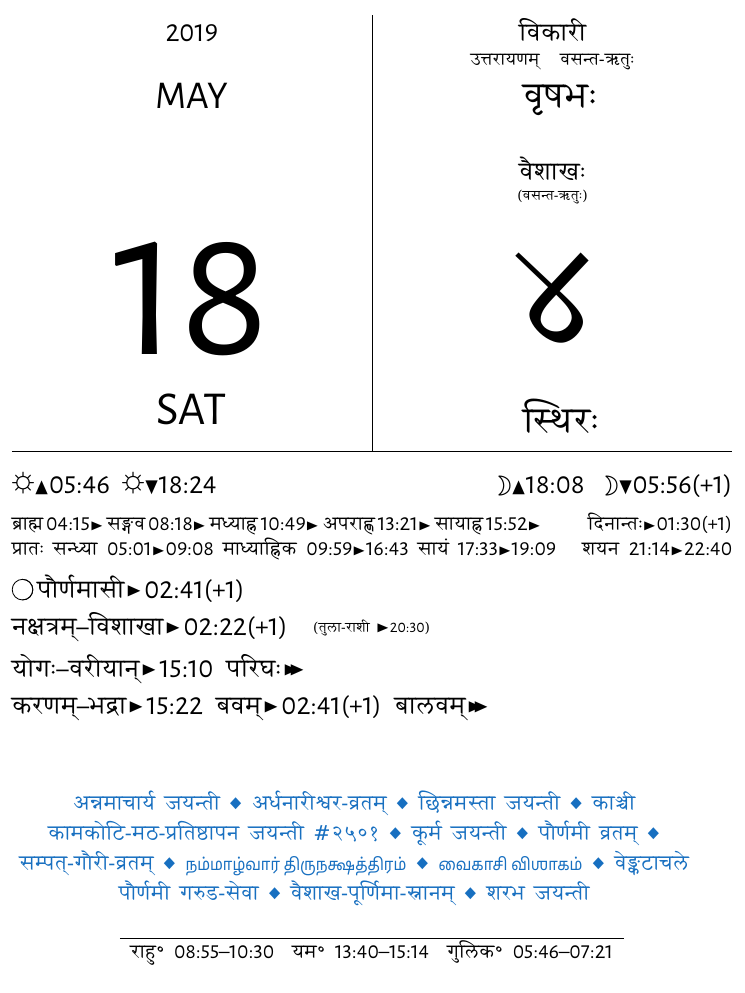 2019
MAY
18
SAT
विकारी
उत्तरायणम् वसन्त-ऋतुः
वृषभः
वैशाखः
(वसन्त-ऋतुः)
४
स्थिरः
☼▲05:46 ☼▼18:24 ☽▲18:08 ☽▼05:56(+1)
ब्राह्म 04:15► सङ्गव 08:18► मध्याह्न 10:49► अपराह्ण 13:21► सायाह्न 15:52► दिनान्तः►01:30(+1)
प्रातः सन्ध्या 05:01►09:08 माध्याह्निक 09:59►16:43 सायं 17:33►19:09 शयन 21:14►22:40
◯पौर्णमासी►02:41(+1)
नक्षत्रम्–विशाखा►02:22(+1) (तुला-राशी ►20:30)
योगः–वरीयान्►15:10 परिघः►►
करणम्–भद्रा►15:22 बवम्►02:41(+1) बालवम्►►
अन्नमाचार्य जयन्ती ◆ अर्धनारीश्वर-व्रतम् ◆ छिन्नमस्ता जयन्ती ◆ काञ्ची
कामकोटि-मठ-प्रतिष्ठापन जयन्ती #२५०१ ◆ कूर्म जयन्ती ◆ पौर्णमी व्रतम् ◆
सम्पत्-गौरी-व्रतम् ◆ நம்மாழ்வார் திருநக்ஷத்திரம் ◆ வைகாசி விஶாகம் ◆ वेङ्कटाचले
पौर्णमी गरुड-सेवा ◆ वैशाख-पूर्णिमा-स्नानम् ◆ शरभ जयन्ती
राहु॰ 08:55–10:30 यम॰ 13:40–15:14 गुलिक॰ 05:46–07:21